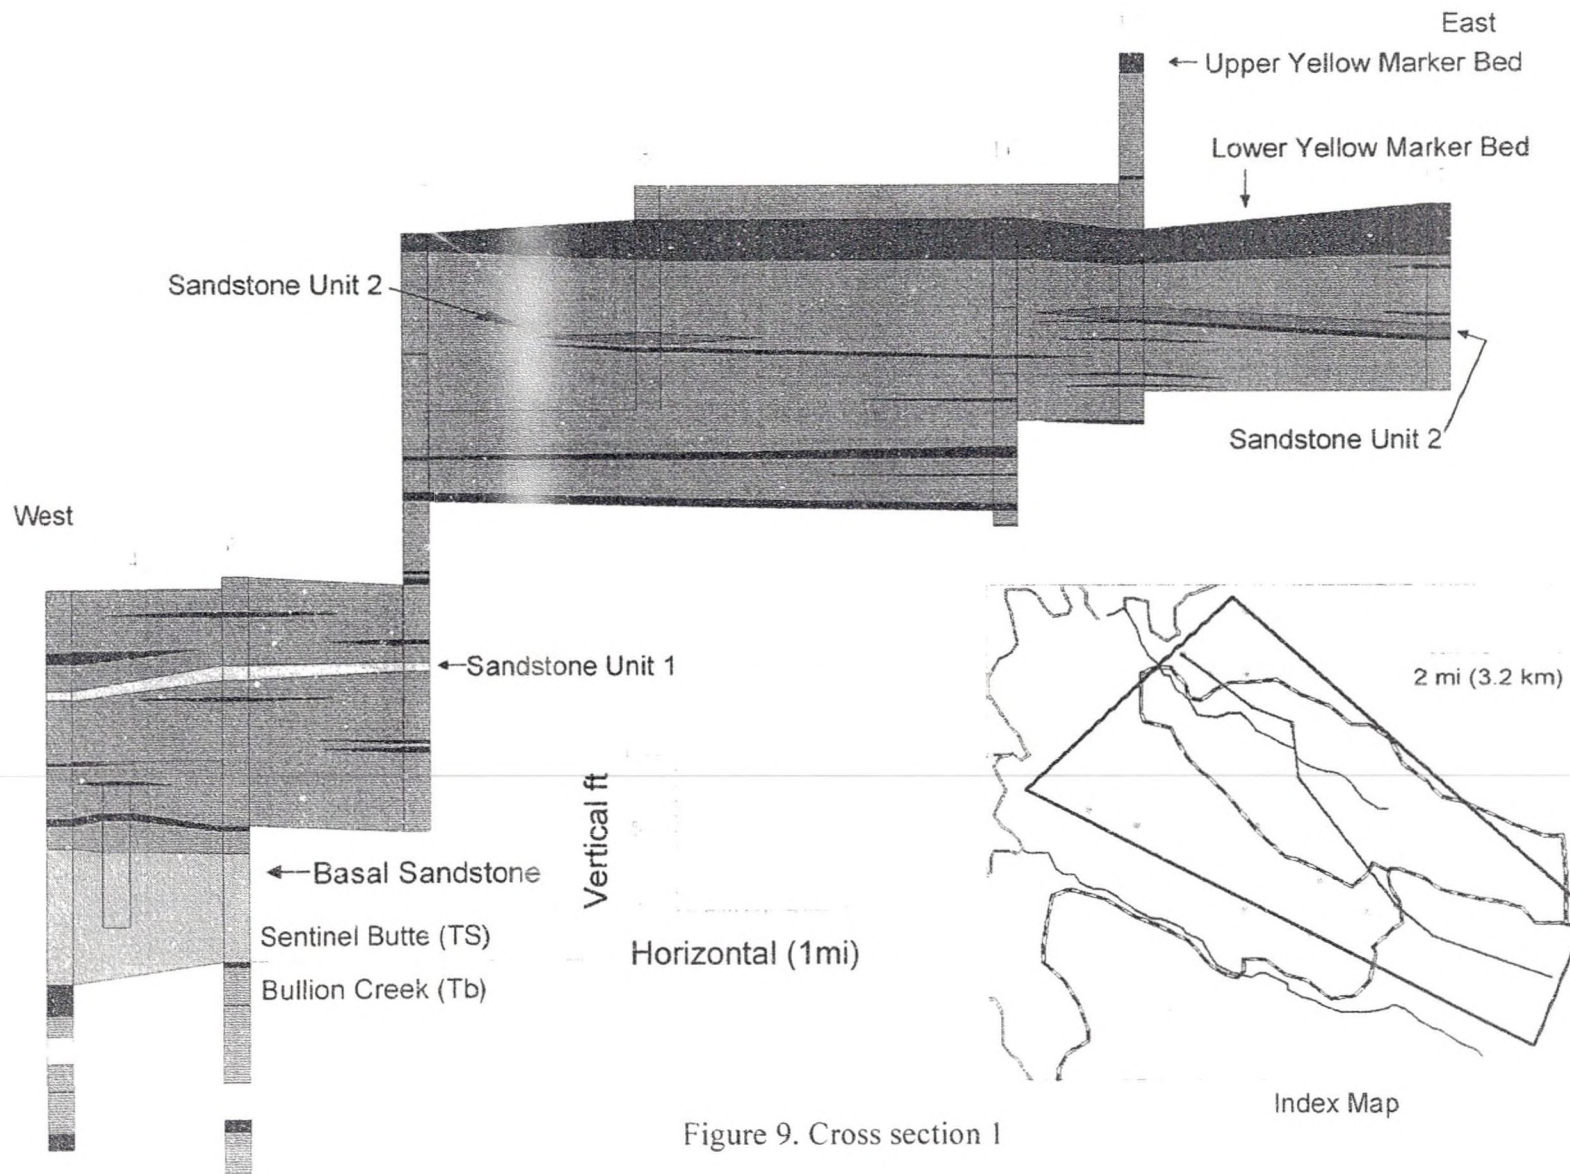 East
← Upper Yellow Marker Bed
Lower Yellow Marker Bed
Sandstone Unit 2
Sandstone Unit 2
West
←Sandstone Unit 1
2 mi (3.2 km)
Vertical ft
←Basal Sandstone
Sentinel Butte (TS)
Horizontal (1mi)
Bullion Creek (Tb)
Index Map
Figure 9. Cross section 1